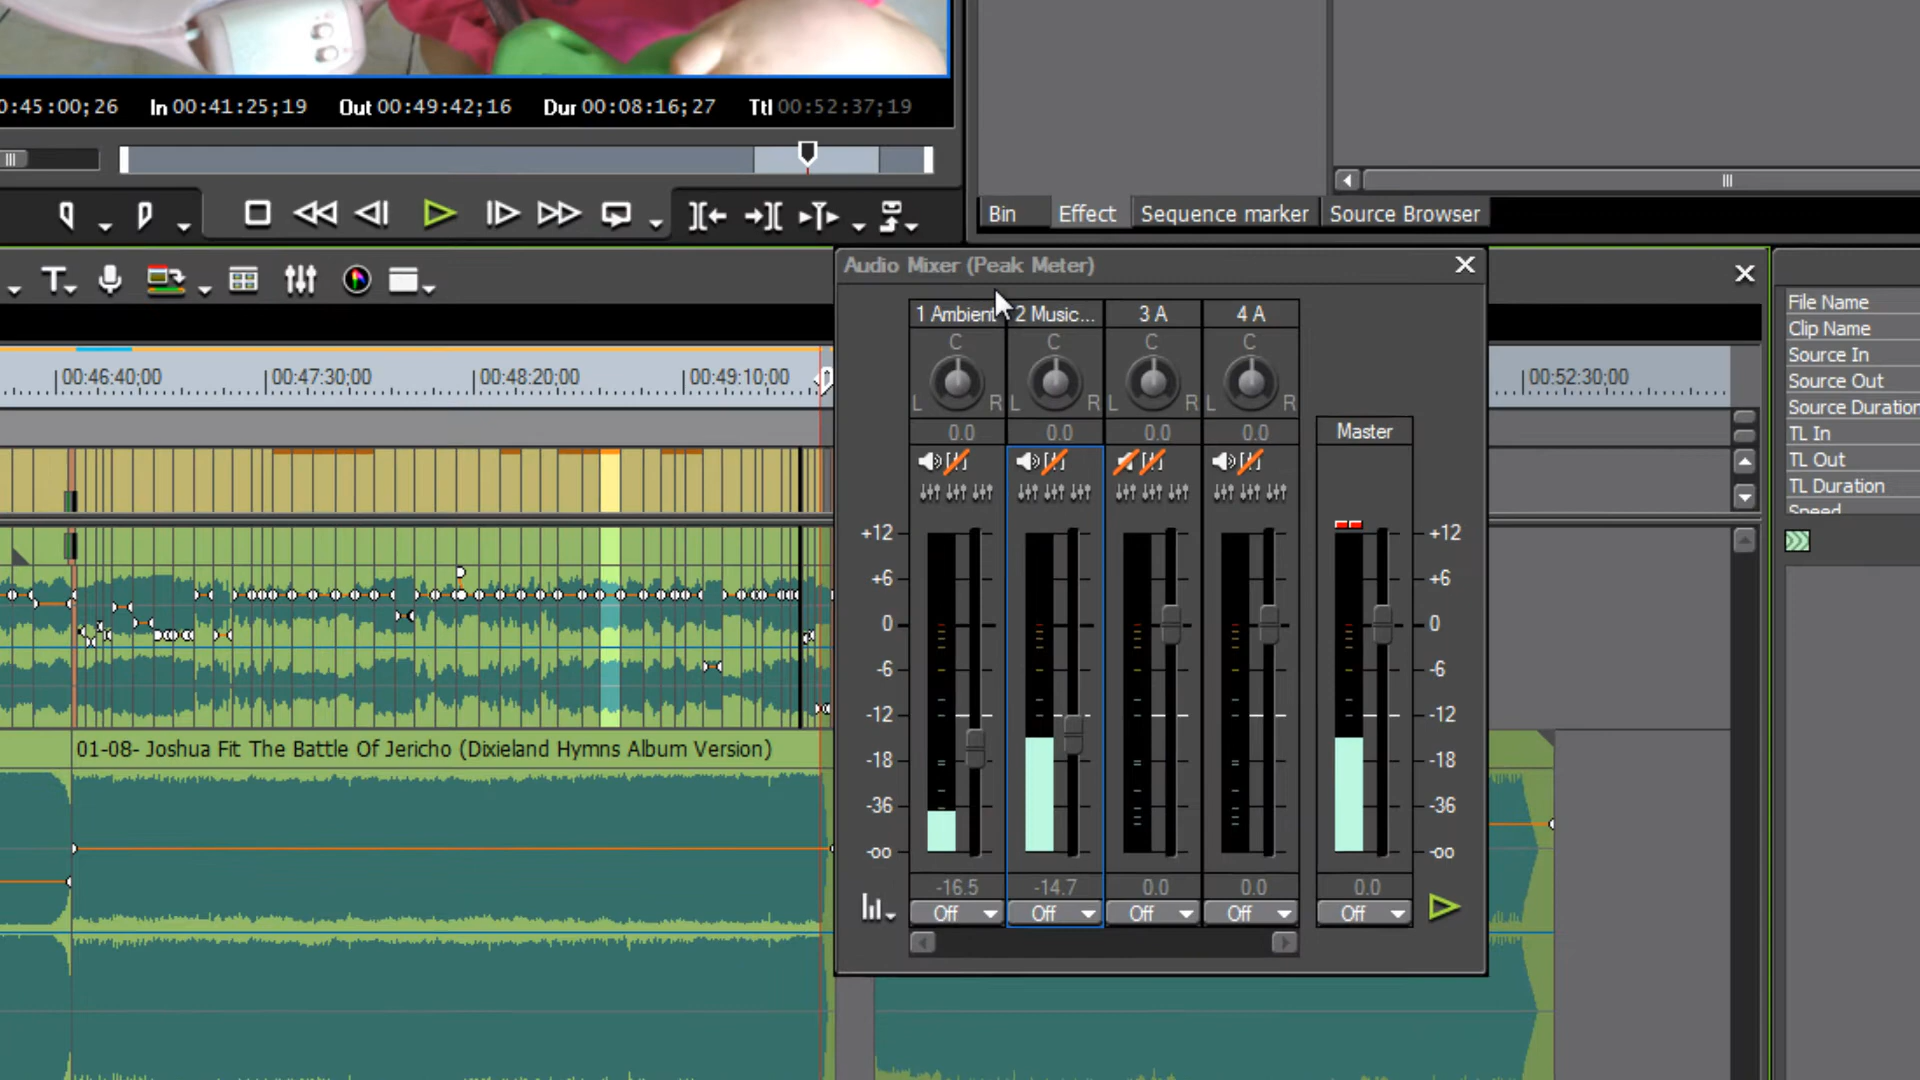 0:45:00;26 In 00:41:25;19 Out 00:49:42;16 Dur 00:08:16;27 Ttl 00:52:37;19
Bin Effect Sequence marker Source Browser
Audio Mixer (Peak Meter)
1 Ambient 2 Music... 3 A 4 A
C C C C
L R L R L R L R
0.0 0.0 0.0 0.0
Master
+12 +12
+6 +6
0 0
-6 -6
-12 -12
-18 -18
-36 -36
-oo -oo
-16.5 -14.7 0.0 0.0 0.0
Off Off Off Off Off
00:46:40;00 00:47:30;00 00:48:20;00 00:49:10;00 00:52:30;00
01-08- Joshua Fit The Battle Of Jericho (Dixieland Hymns Album Version)
File Name
Clip Name
Source In
Source Out
Source Duration
TL In
TL Out
TL Duration
Speed